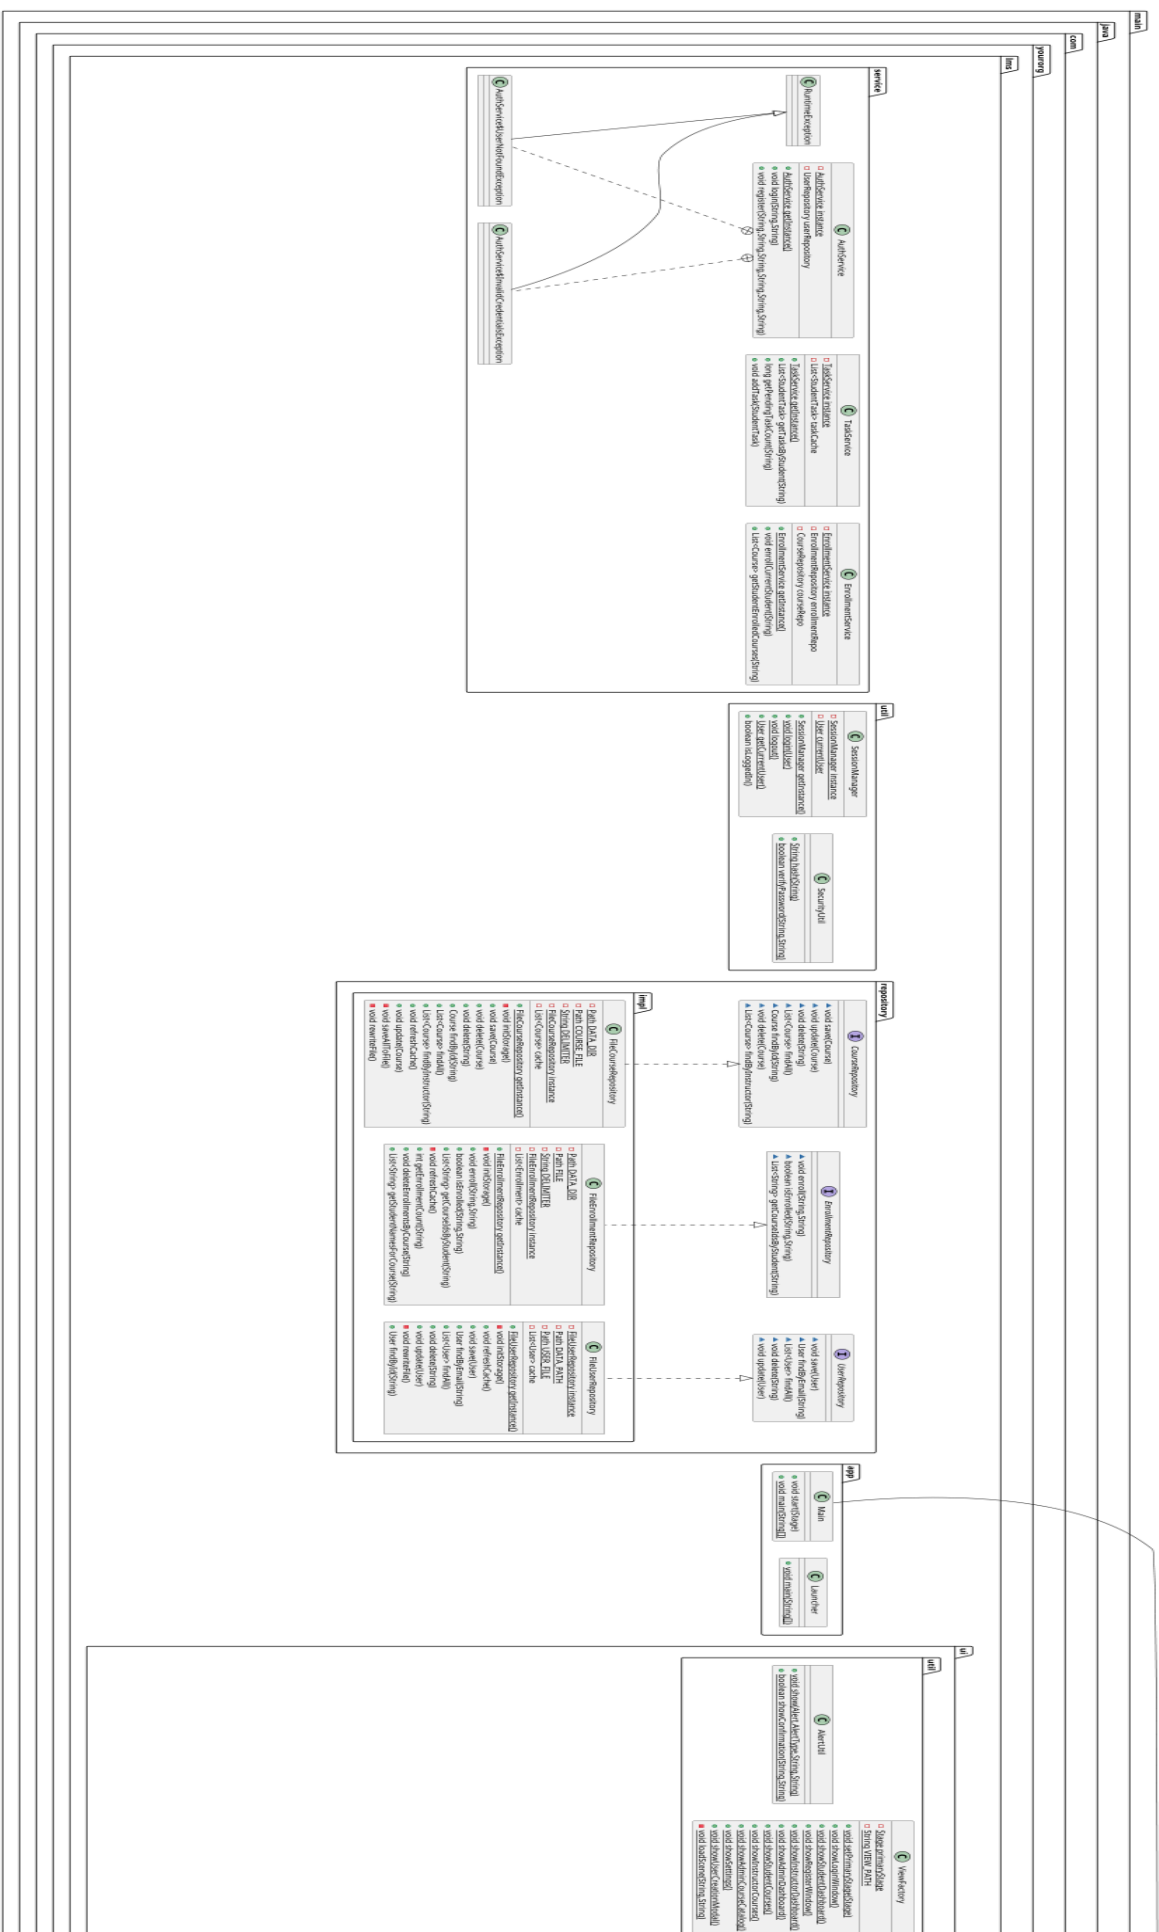 main
java
com
yourorg
lms
service
C RuntimeException
C AuthService
AuthService instance
UserRepository userRepository
AuthService getInstance()
void login(String,String)
void register(String,String,String,String,String,String)
C TaskService
TaskService instance
List<StudentTask> taskCache
TaskService getInstance()
List<StudentTask> getTasksByStudent(String)
long getPendingTaskCount(String)
void addTask(StudentTask)
C EnrollmentService
EnrollmentService instance
EnrollmentRepository enrollmentRepo
CourseRepository courseRepo
EnrollmentService getInstance()
void enrollCurrentStudent(String)
List<Course> getStudentEnrolledCourses(String)
C AuthService$UserNotFoundException
C AuthService$InvalidCredentialsException
util
C SessionManager
SessionManager instance
User currentUser
SessionManager getInstance()
void login(User)
void logout()
User getCurrentUser()
boolean isLoggedIn()
C SecurityUtil
String hash(String)
boolean verifyPassword(String,String)
repository
I CourseRepository
void save(Course)
void update(Course)
void delete(String)
List<Course> findAll()
Course findById(String)
void delete(Course)
List<Course> findByInstructor(String)
I EnrollmentRepository
void enroll(String,String)
boolean isEnrolled(String,String)
List<String> getCourseIdsByStudent(String)
I UserRepository
void save(User)
User findByEmail(String)
List<User> findAll()
void delete(String)
void update(User)
impl
C FileCourseRepository
Path DATA_DIR
Path COURSE_FILE
String DELIMITER
FileCourseRepository instance
List<Course> cache
FileCourseRepository getInstance()
void initStorage()
void save(Course)
void delete(Course)
void delete(String)
Course findById(String)
List<Course> findAll()
List<Course> findByInstructor(String)
void refreshCache()
void update(Course)
void saveAllToFile()
void rewriteFile()
C FileEnrollmentRepository
Path DATA_DIR
Path FILE
String DELIMITER
FileEnrollmentRepository instance
List<Enrollment> cache
FileEnrollmentRepository getInstance()
void initStorage()
void enroll(String,String)
boolean isEnrolled(String,String)
List<String> getCourseIdsByStudent(String)
void refreshCache()
int getEnrollmentCount(String)
void deleteEnrollmentsByCourse(String)
List<String> getStudentNamesForCourse(String)
C FileUserRepository
FileUserRepository instance
Path DATA_PATH
Path USER_FILE
List<User> cache
FileUserRepository getInstance()
void initStorage()
void refreshCache()
void save(User)
User findByEmail(String)
List<User> findAll()
void delete(String)
void update(User)
void rewriteFile()
User findById(String)
app
C Main
void start(Stage)
void main(String[])
C Launcher
void main(String[])
ui
util
C AlertUtil
void show(Alert.AlertType,String,String)
boolean showConfirmation(String,String)
C ViewFactory
Stage primaryStage
String VIEW_PATH
void setPrimaryStage(Stage)
void showLoginWindow()
void showStudentDashboard()
void showRegisterWindow()
void showInstructorDashboard()
void showAdminDashboard()
void showStudentCourses()
void showInstructorCourses()
void showAdminCourseCatalog()
void showSettings()
void showUserCreationModal()
void loadScene(String,String)